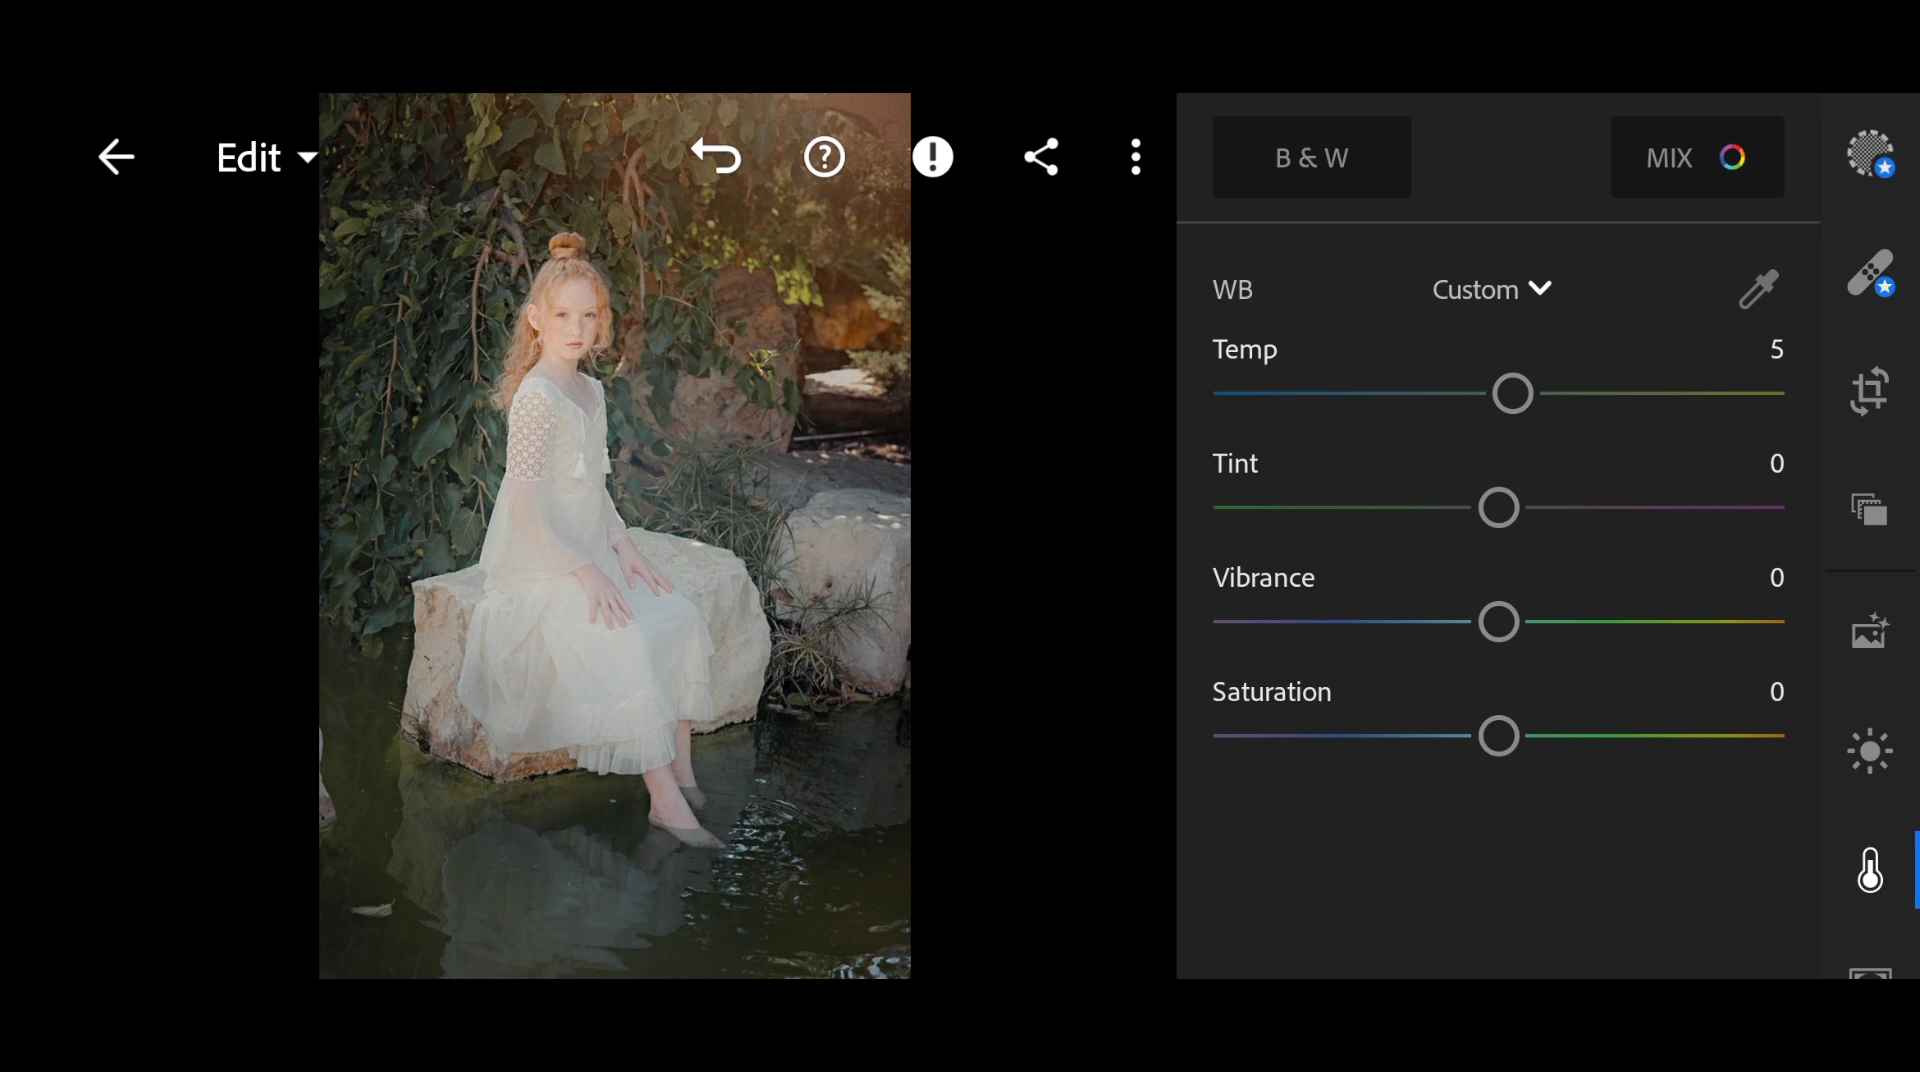 Edit
B & W
MIX
WB
Custom
Temp
5
Tint
0
Vibrance
0
Saturation
0